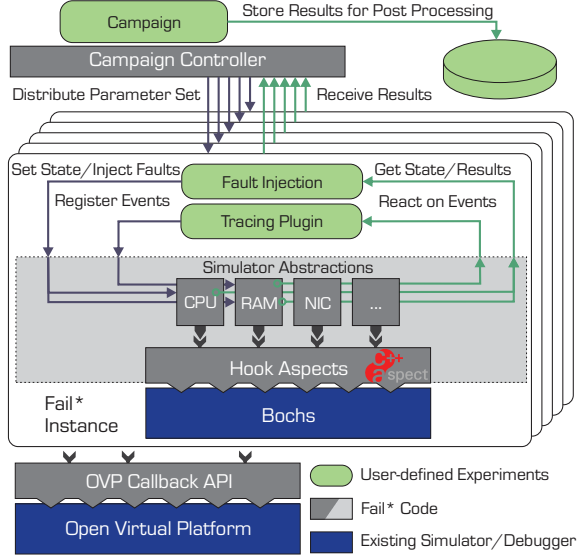 Campaign
Store Results for Post Processing
Campaign Controller
Distribute Parameter Set
Receive Results
Set State/Inject Faults
Get State/Results
Fault Injection
Register Events
React on Events
Tracing Plugin
Simulator Abstractions
CPU
RAM
NIC
...
Hook Aspects
C++
aspect
Fail*
Instance
Bochs
OVP Callback API
Open Virtual Platform
User-defined Experiments
Fail* Code
Existing Simulator/Debugger